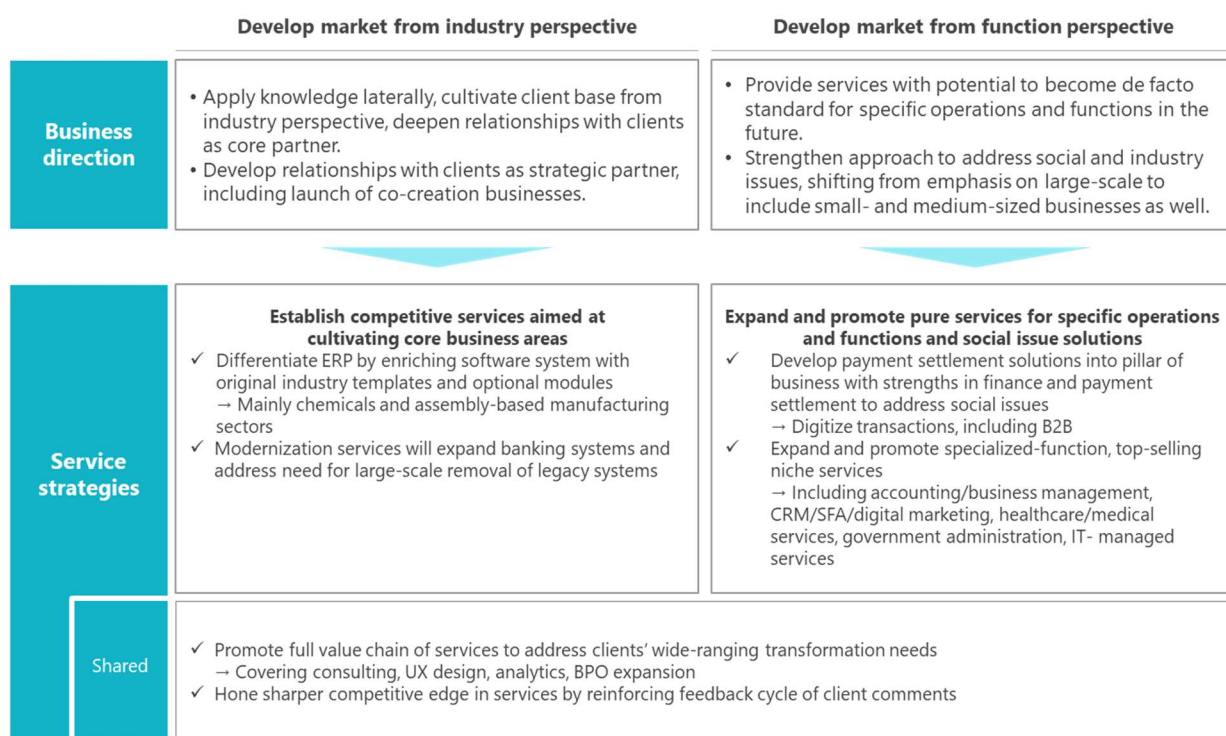 Develop market from industry perspective
Develop market from function perspective
Business
direction
• Apply knowledge laterally, cultivate client base from
industry perspective, deepen relationships with clients
as core partner.
• Develop relationships with clients as strategic partner,
including launch of co-creation businesses.
• Provide services with potential to become de facto
standard for specific operations and functions in the
future.
• Strengthen approach to address social and industry
issues, shifting from emphasis on large-scale to
include small- and medium-sized businesses as well.
Service
strategies
Establish competitive services aimed at
cultivating core business areas
✓ Differentiate ERP by enriching software system with
original industry templates and optional modules
→ Mainly chemicals and assembly-based manufacturing
sectors
✓ Modernization services will expand banking systems and
address need for large-scale removal of legacy systems
Expand and promote pure services for specific operations
and functions and social issue solutions
✓ Develop payment settlement solutions into pillar of
business with strengths in finance and payment
settlement to address social issues
→ Digitize transactions, including B2B
✓ Expand and promote specialized-function, top-selling
niche services
→ Including accounting/business management,
CRM/SFA/digital marketing, healthcare/medical
services, government administration, IT- managed
services
Shared
✓ Promote full value chain of services to address clients’ wide-ranging transformation needs
→ Covering consulting, UX design, analytics, BPO expansion
✓ Hone sharper competitive edge in services by reinforcing feedback cycle of client comments